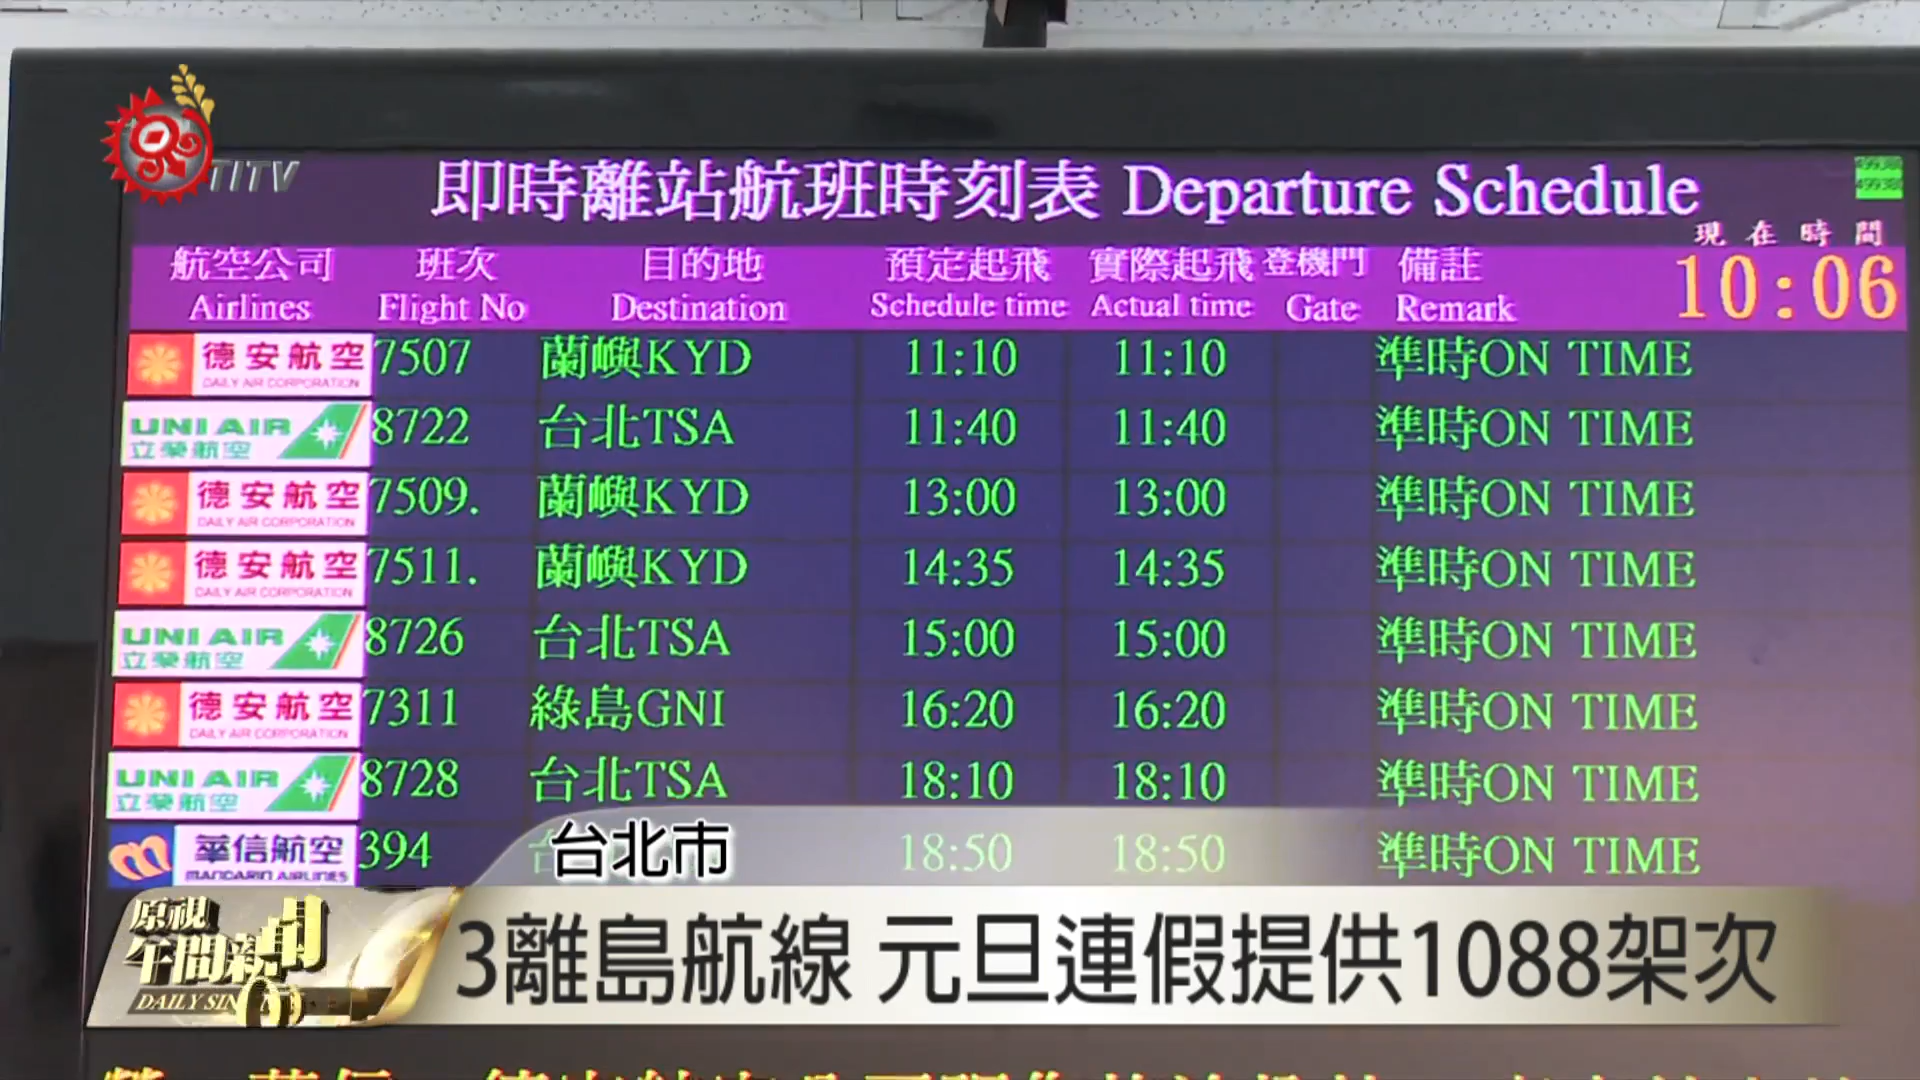 TITV
即時離站航班時刻表 Departure Schedule
現在時間
10:06
航空公司 班次 目的地 預定起飛 實際起飛 登機門 備註
Airlines Flight No Destination Schedule time Actual time Gate Remark
德安航空 7507 蘭嶼KYD 11:10 11:10 準時ON TIME
DAILY AIR CORPORATION
UNI AIR 8722 台北TSA 11:40 11:40 準時ON TIME
立榮航空
德安航空 7509. 蘭嶼KYD 13:00 13:00 準時ON TIME
DAILY AIR CORPORATION
德安航空 7511. 蘭嶼KYD 14:35 14:35 準時ON TIME
DAILY AIR CORPORATION
UNI AIR 8726 台北TSA 15:00 15:00 準時ON TIME
立榮航空
德安航空 7311 綠島GNI 16:20 16:20 準時ON TIME
DAILY AIR CORPORATION
UNI AIR 8728 台北TSA 18:10 18:10 準時ON TIME
立榮航空
華信航空 394 18:50 18:50 準時ON TIME
MANDARIN AIRLINES
台北市
原視
午間新聞
DAILY
3離島航線 元旦連假提供1088架次